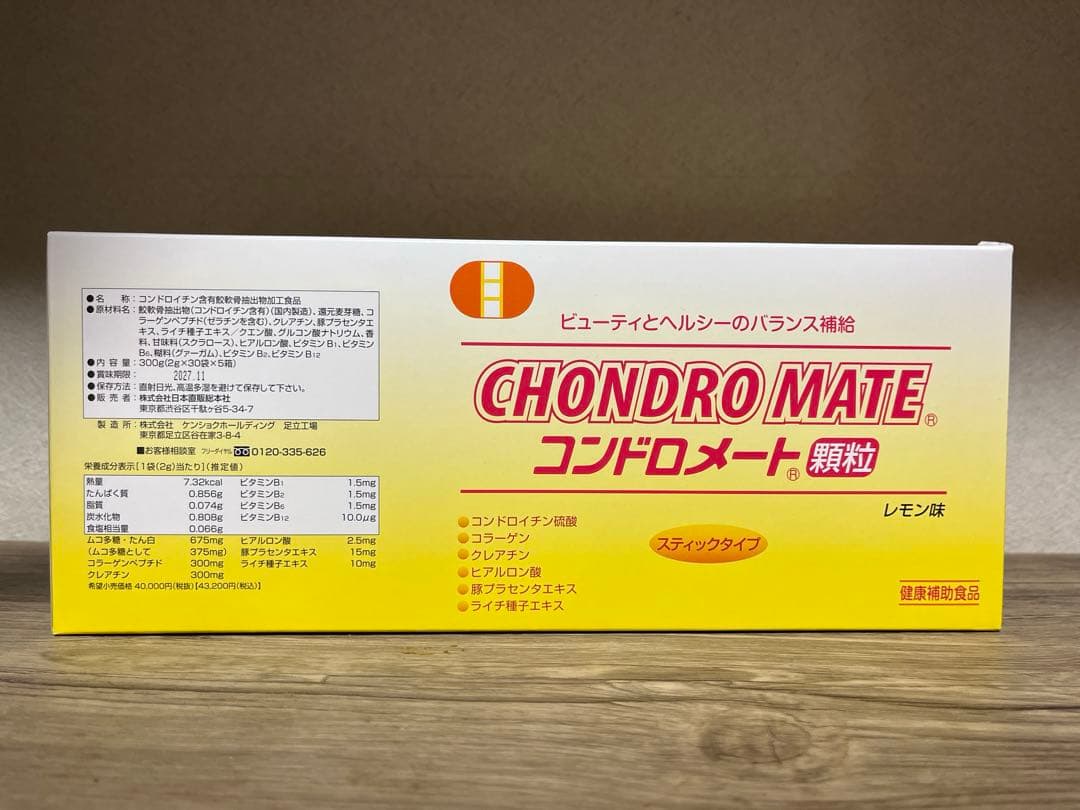 ●名　　称：コンドロイチン含有鮫軟骨抽出物加工食品
●原材料名：鮫軟骨抽出物(コンドロイチン含有)(国内製造)、還元麦芽糖、コ
ラーゲンペプチド(ゼラチンを含む)、クレアチン、豚プラセンタエ
キス、ライチ種子エキス／クエン酸、グルコン酸ナトリウム、香
料、甘味料(スクラロース)、ヒアルロン酸、ビタミンB1、ビタミン
B6、糊料(グァーガム)、ビタミンB2、ビタミンB12
●内 容 量：300g(2g×30袋×5箱)
●賞味期限： 2027.11
●保存方法：直射日光、高温多湿を避けて保存して下さい。
●販 売 者：株式会社日本直販総本社
東京都渋谷区千駄ヶ谷5-34-7
製 造 所：株式会社 ケンショクホールディング 足立工場
東京都足立区谷在家3-8-4
■お客様相談室 フリーダイヤル 0120-335-626
栄養成分表示[1袋(2g)当たり](推定値)
熱量 7.32kcal ビタミンB1 1.5mg
たんぱく質 0.856g ビタミンB2 1.5mg
脂質 0.074g ビタミンB6 1.5mg
炭水化物 0.808g ビタミンB12 10.0μg
食塩相当量 0.066g
ムコ多糖・たん白 675mg ヒアルロン酸 2.5mg
(ムコ多糖として 375mg) 豚プラセンタエキス 15mg
コラーゲンペプチド 300mg ライチ種子エキス 10mg
クレアチン 300mg
希望小売価格 40,000円(税抜)【43,200円(税込)】
ビューティとヘルシーのバランス補給
CHONDRO MATE®
コンドロメート® 顆粒
レモン味
●コンドロイチン硫酸
●コラーゲン
●クレアチン
●ヒアルロン酸
●豚プラセンタエキス
●ライチ種子エキス
スティックタイプ
健康補助食品